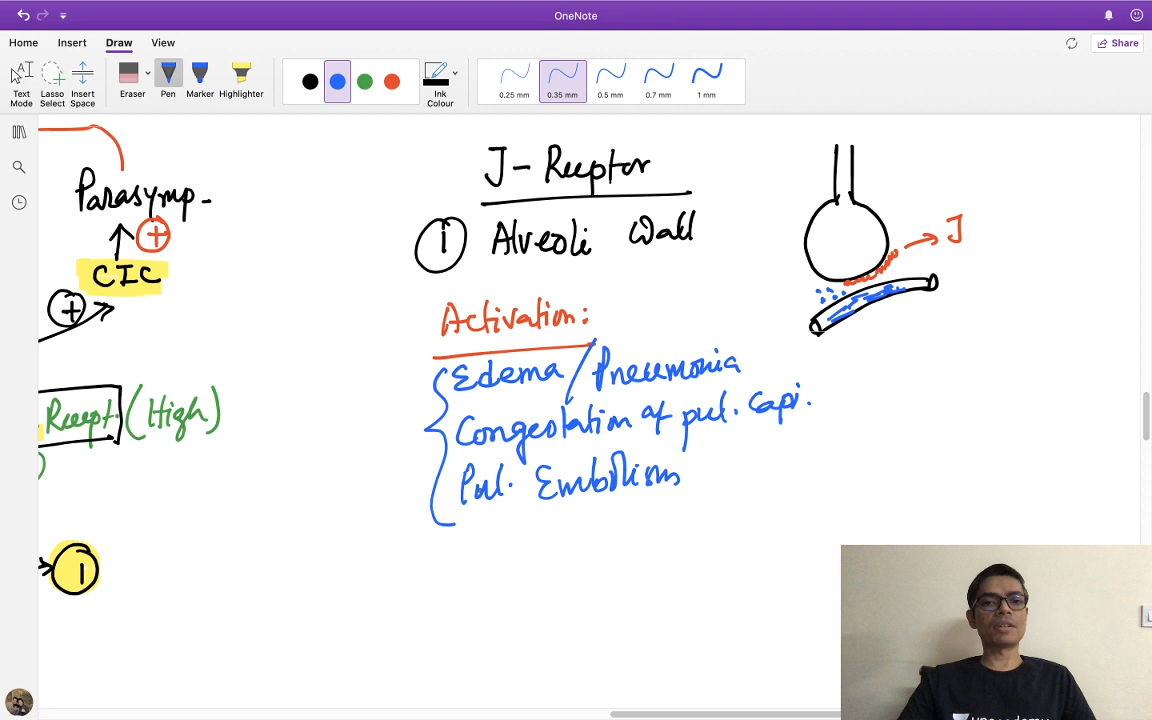 OneNote
Home Insert Draw View
Share
Text Mode
Lasso Select
Insert Space
Eraser
Pen
Marker
Highlighter
Ink Colour
0.25 mm
0.35 mm
0.5 mm
0.7 mm
1 mm
Parasymp-
+
CIC
+
Recept. (High)
1
J-Receptor
1 Alveoli Wall
J
Activation:
Edema / Pneumonia
Congestation of pul. capi.
Pul. Embolism